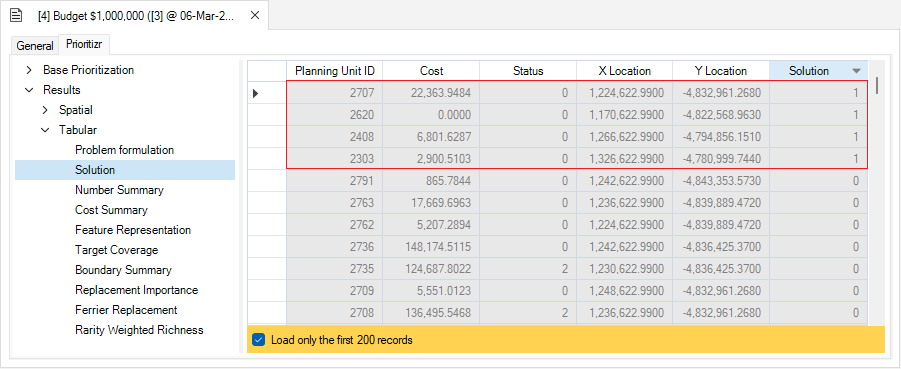 [4] Budget $1,000,000 ([3] @ 06-Mar-2...
General Prioritizr
Base Prioritization
Results
Spatial
Tabular
Problem formulation
Solution
Number Summary
Cost Summary
Feature Representation
Target Coverage
Boundary Summary
Replacement Importance
Ferrier Replacement
Rarity Weighted Richness
Planning Unit ID Cost Status X Location Y Location Solution
2707 22,363.9484 0 1,224,622.9900 -4,832,961.2680 1
2620 0.0000 0 1,170,622.9900 -4,822,568.9630 1
2408 6,801.6287 0 1,266,622.9900 -4,794,856.1510 1
2303 2,900.5103 0 1,326,622.9900 -4,780,999.7440 1
2791 865.7844 0 1,242,622.9900 -4,843,353.5730 0
2763 17,669.6963 0 1,236,622.9900 -4,839,889.4720 0
2762 5,207.2894 0 1,224,622.9900 -4,839,889.4720 0
2736 148,174.5115 0 1,242,622.9900 -4,836,425.3700 0
2735 124,687.8022 2 1,230,622.9900 -4,836,425.3700 0
2709 5,551.0123 0 1,248,622.9900 -4,832,961.2680 0
2708 136,495.5468 2 1,236,622.9900 -4,832,961.2680 0
Load only the first 200 records